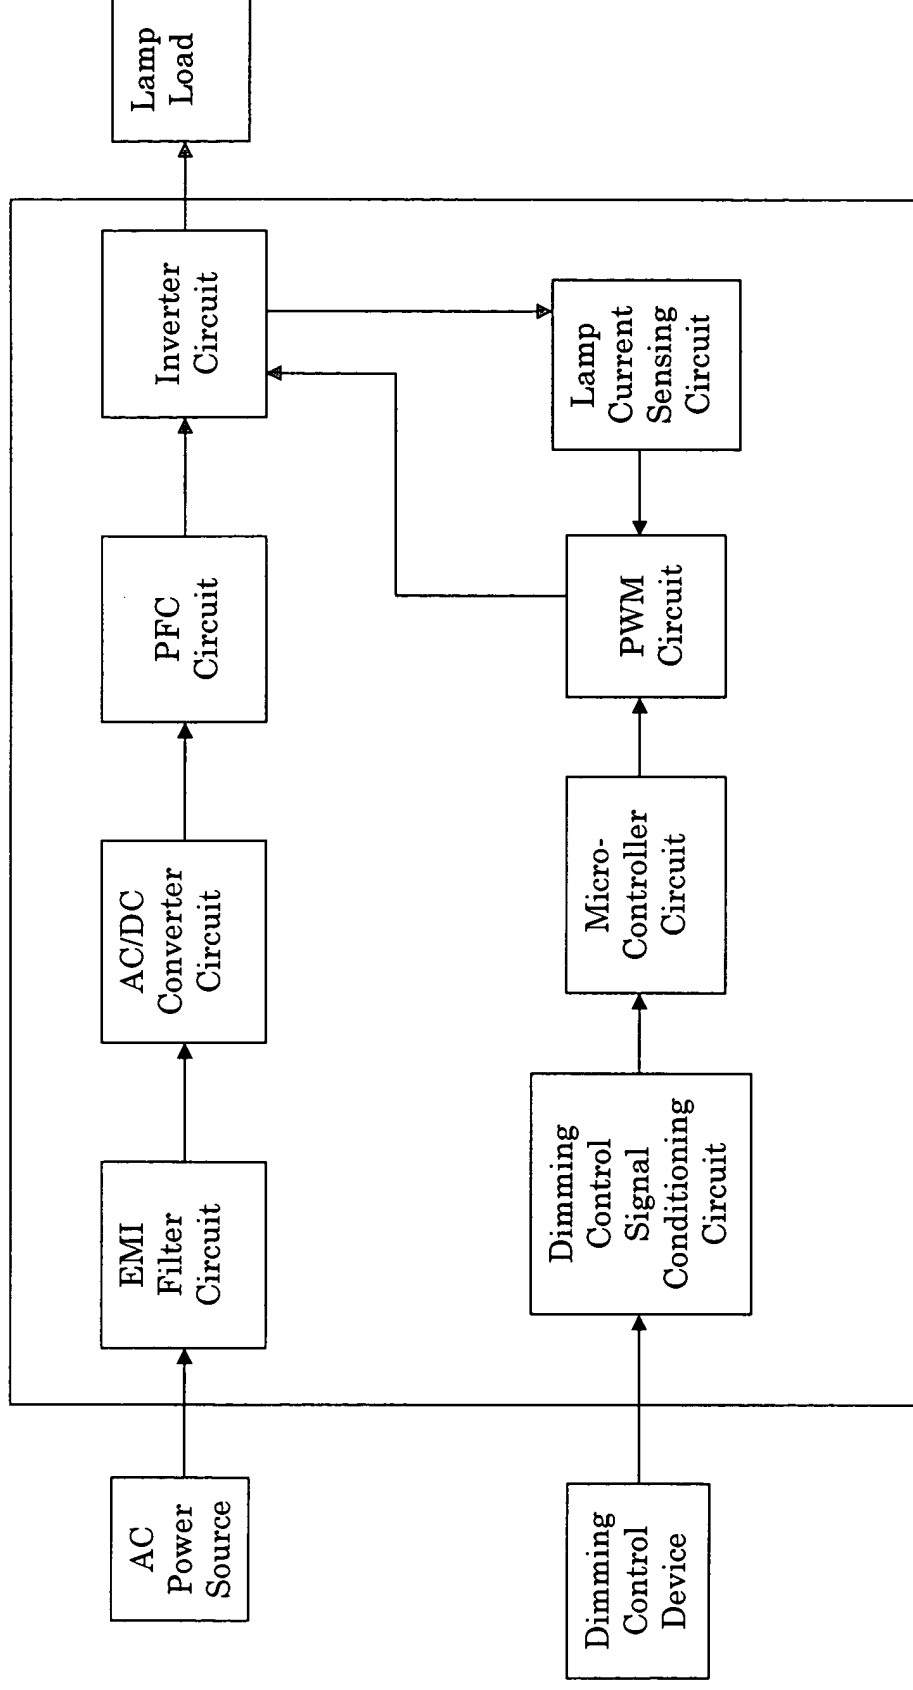 AC
Power
Source
EMI
Filter
Circuit
AC/DC
Converter
Circuit
PFC
Circuit
Inverter
Circuit
Lamp
Load
Dimming
Control
Device
Dimming
Control
Signal
Conditioning
Circuit
Micro-
Controller
Circuit
PWM
Circuit
Lamp
Current
Sensing
Circuit